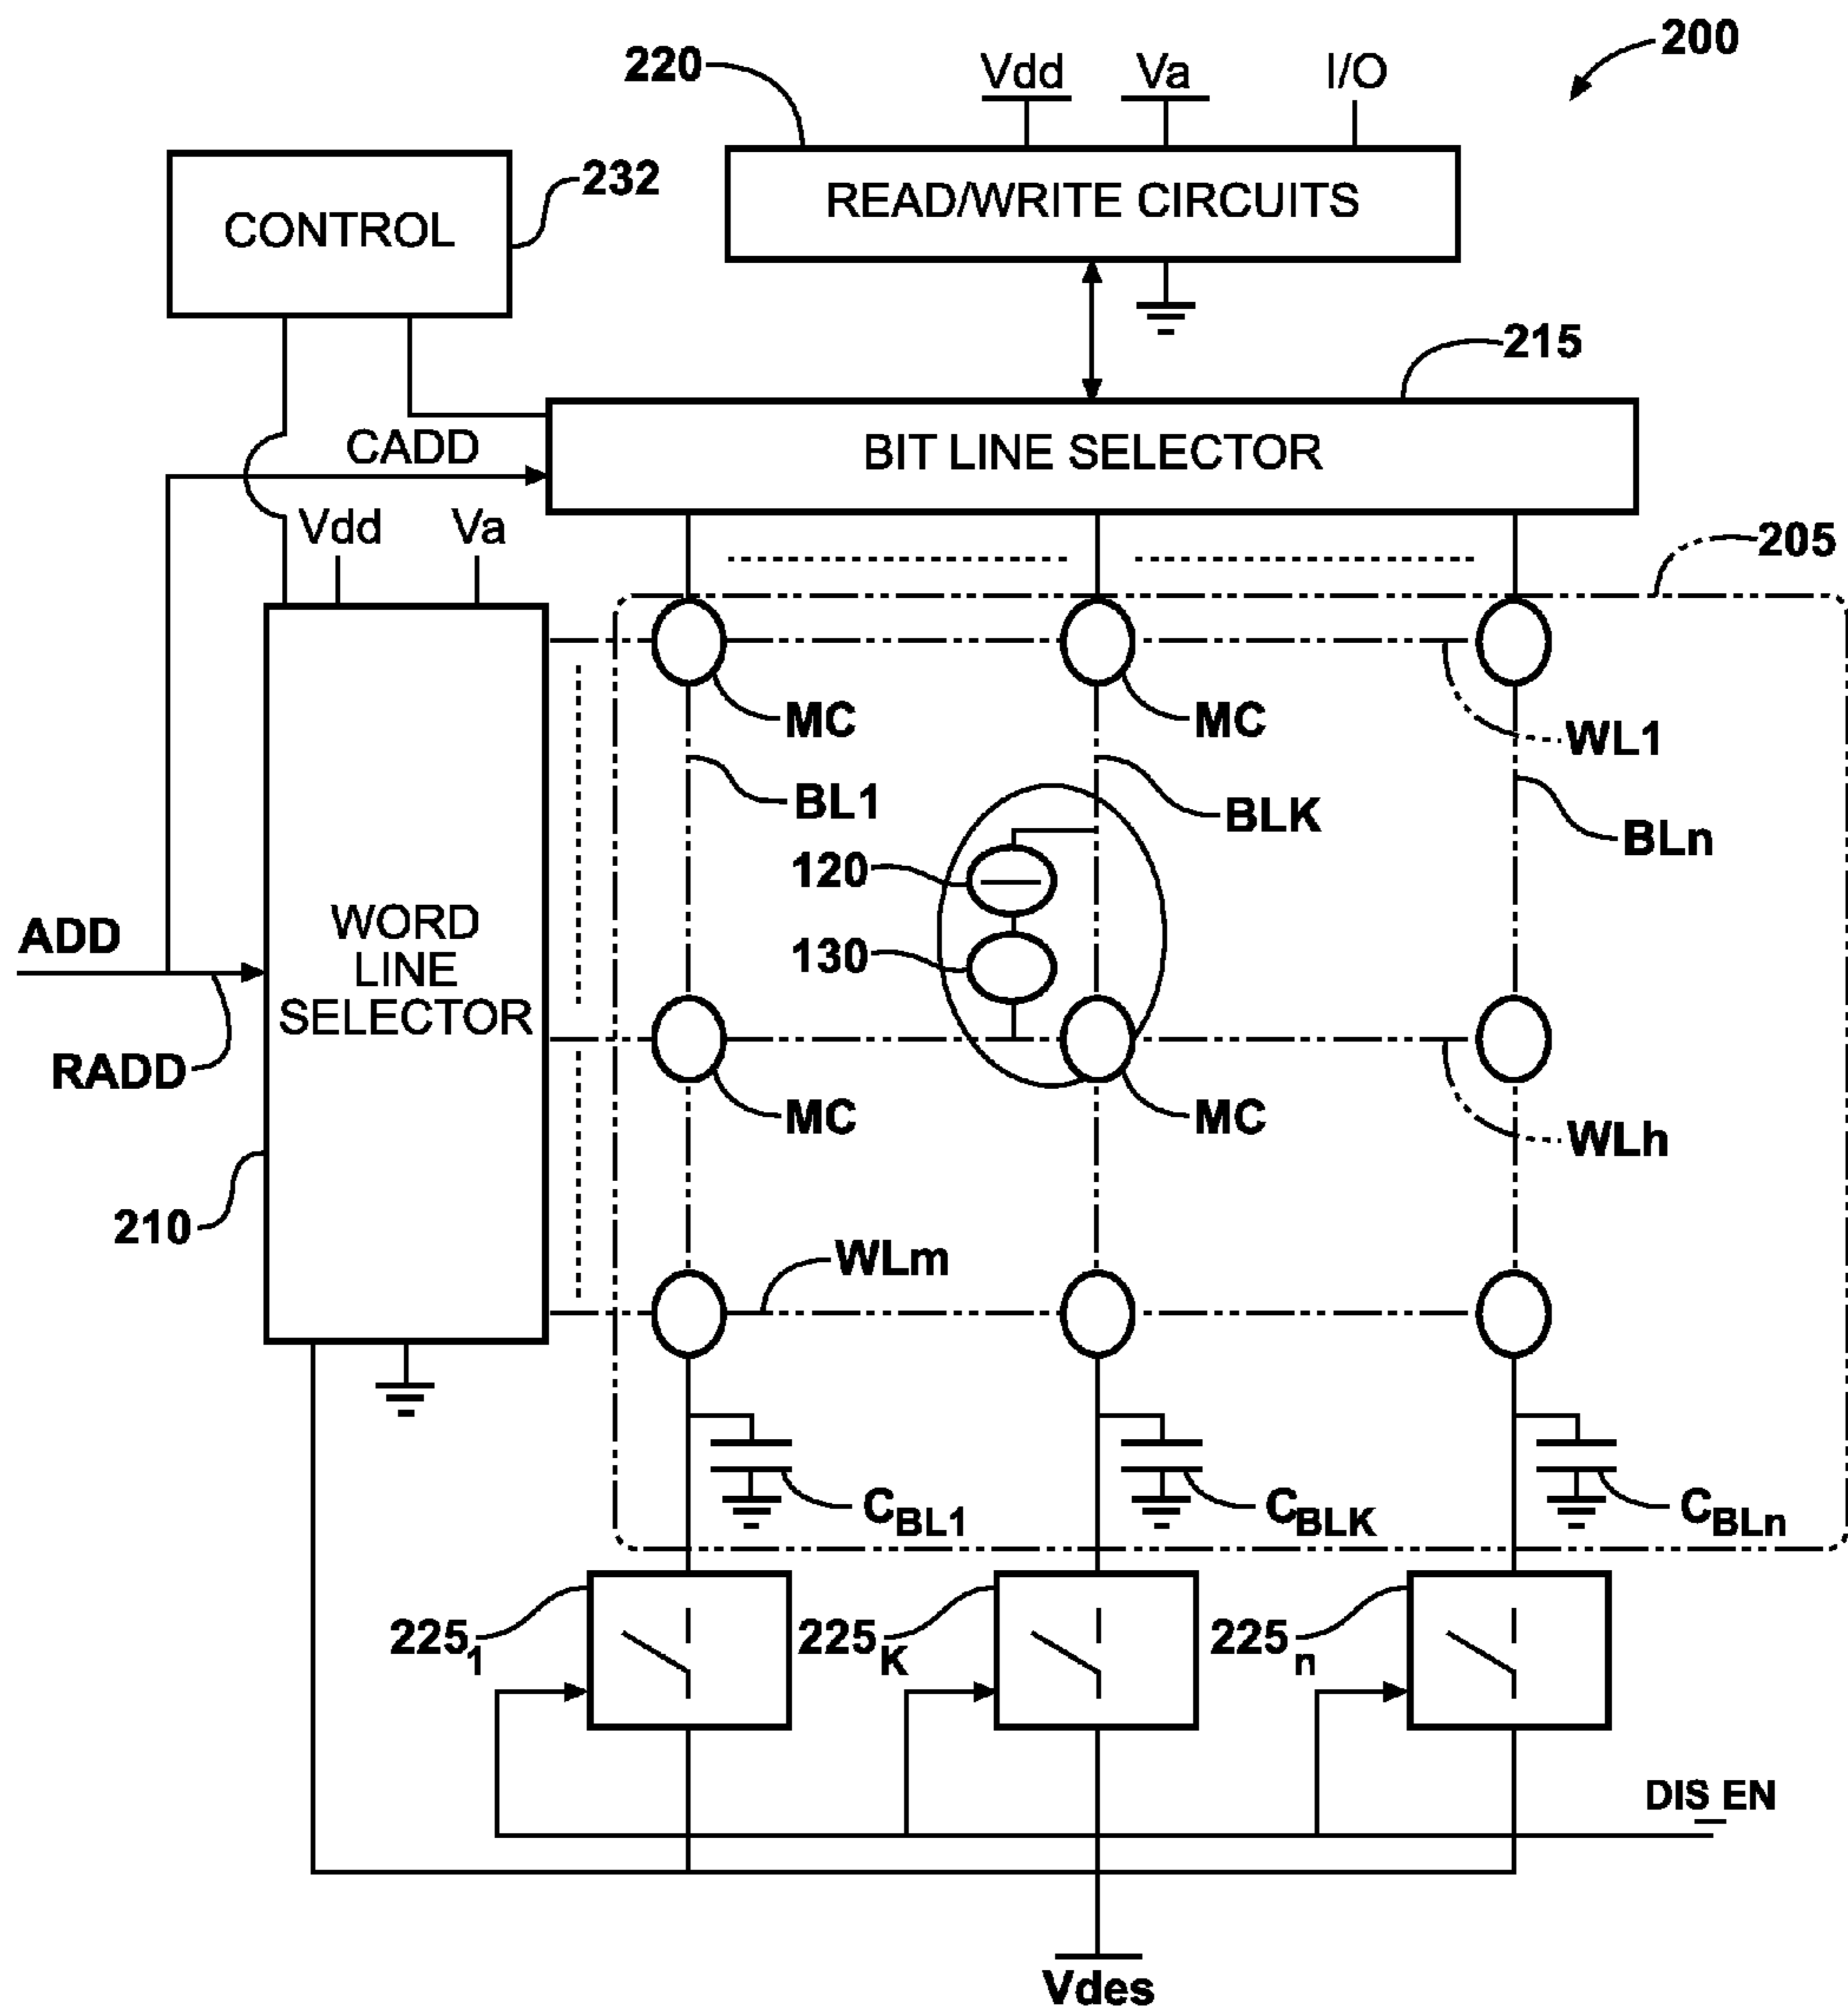 200
220
Vdd
Va
I/O
READ/WRITE CIRCUITS
CONTROL
232
215
CADD
BIT LINE SELECTOR
Vdd
Va
205
MC
MC
WL1
BL1
BLK
BLn
120
130
ADD
WORD
LINE
SELECTOR
RADD
MC
MC
WLh
210
WLm
CBL1
CBLK
CBLn
2251
225K
225n
DIS EN
Vdes